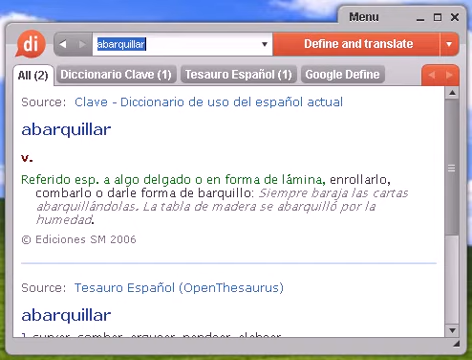 Menu
di
abarquillar
Define and translate
All (2)
Diccionario Clave (1)
Tesauro Español (1)
Google Define
Source: Clave - Diccionario de uso del español actual
abarquillar
v.
Referido esp. a algo delgado o en forma de lámina, enrollarlo,
combarlo o darle forma de barquillo: Siempre baraja las cartas
abarquillándolas. La tabla de madera se abarquilló por la
humedad.
© Ediciones SM 2006
Source: Tesauro Español (OpenThesaurus)
abarquillar